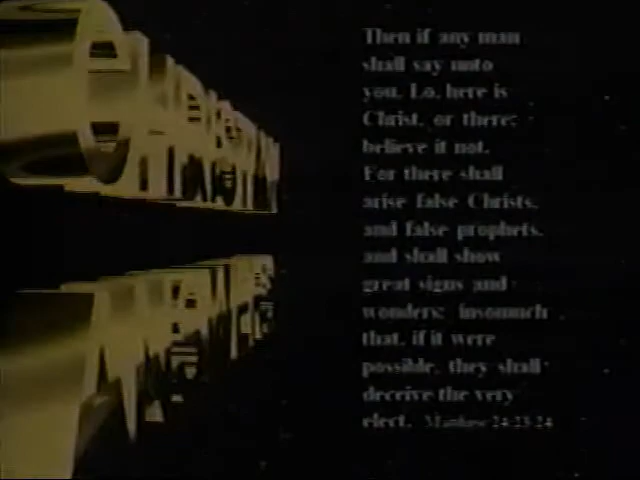 Then if any man
shall say unto
you, Lo, here is
Christ, or there;
believe it not.
For there shall
arise false Christs,
and false prophets,
and shall show
great signs and
wonders; insomuch
that, if it were
possible, they shall
deceive the very
elect. Matthew 24:23-24